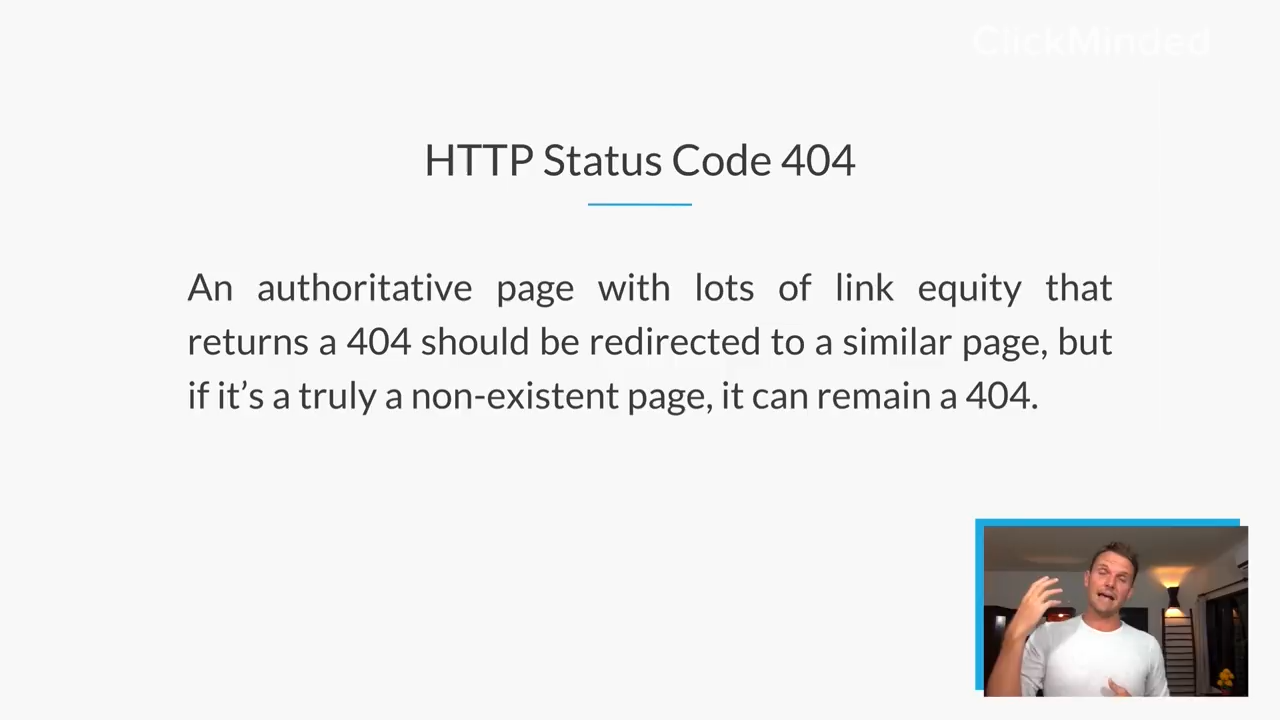 ClickMinded
HTTP Status Code 404
An authoritative page with lots of link equity that
returns a 404 should be redirected to a similar page, but
if it’s a truly a non-existent page, it can remain a 404.